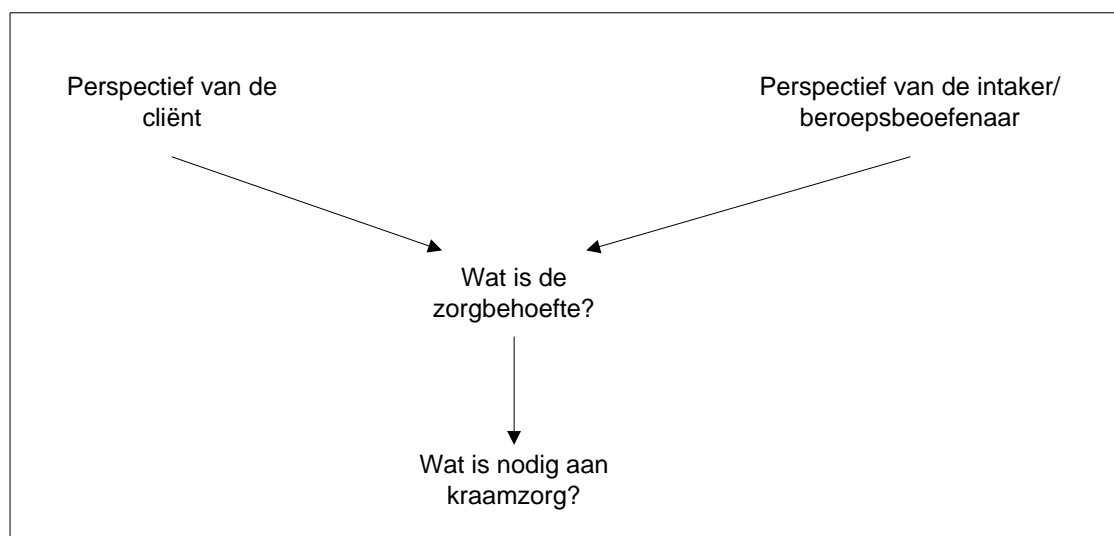 Perspectief van de
cliënt
Perspectief van de intaker/
beroepsbeoefenaar
Wat is de
zorgbehoefte?
Wat is nodig aan
kraamzorg?